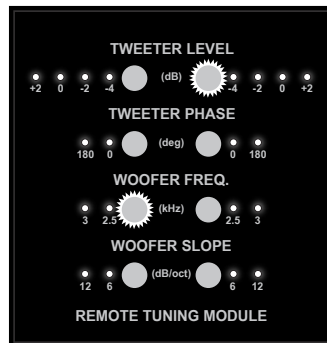 TWEETER LEVEL
(dB)
+2 0 -2 -4 -4 -2 0 +2
TWEETER PHASE
(deg)
180 0 0 180
WOOFER FREQ.
(kHz)
3 2.5 2.5 3
WOOFER SLOPE
(dB/oct)
12 6 6 12
REMOTE TUNING MODULE